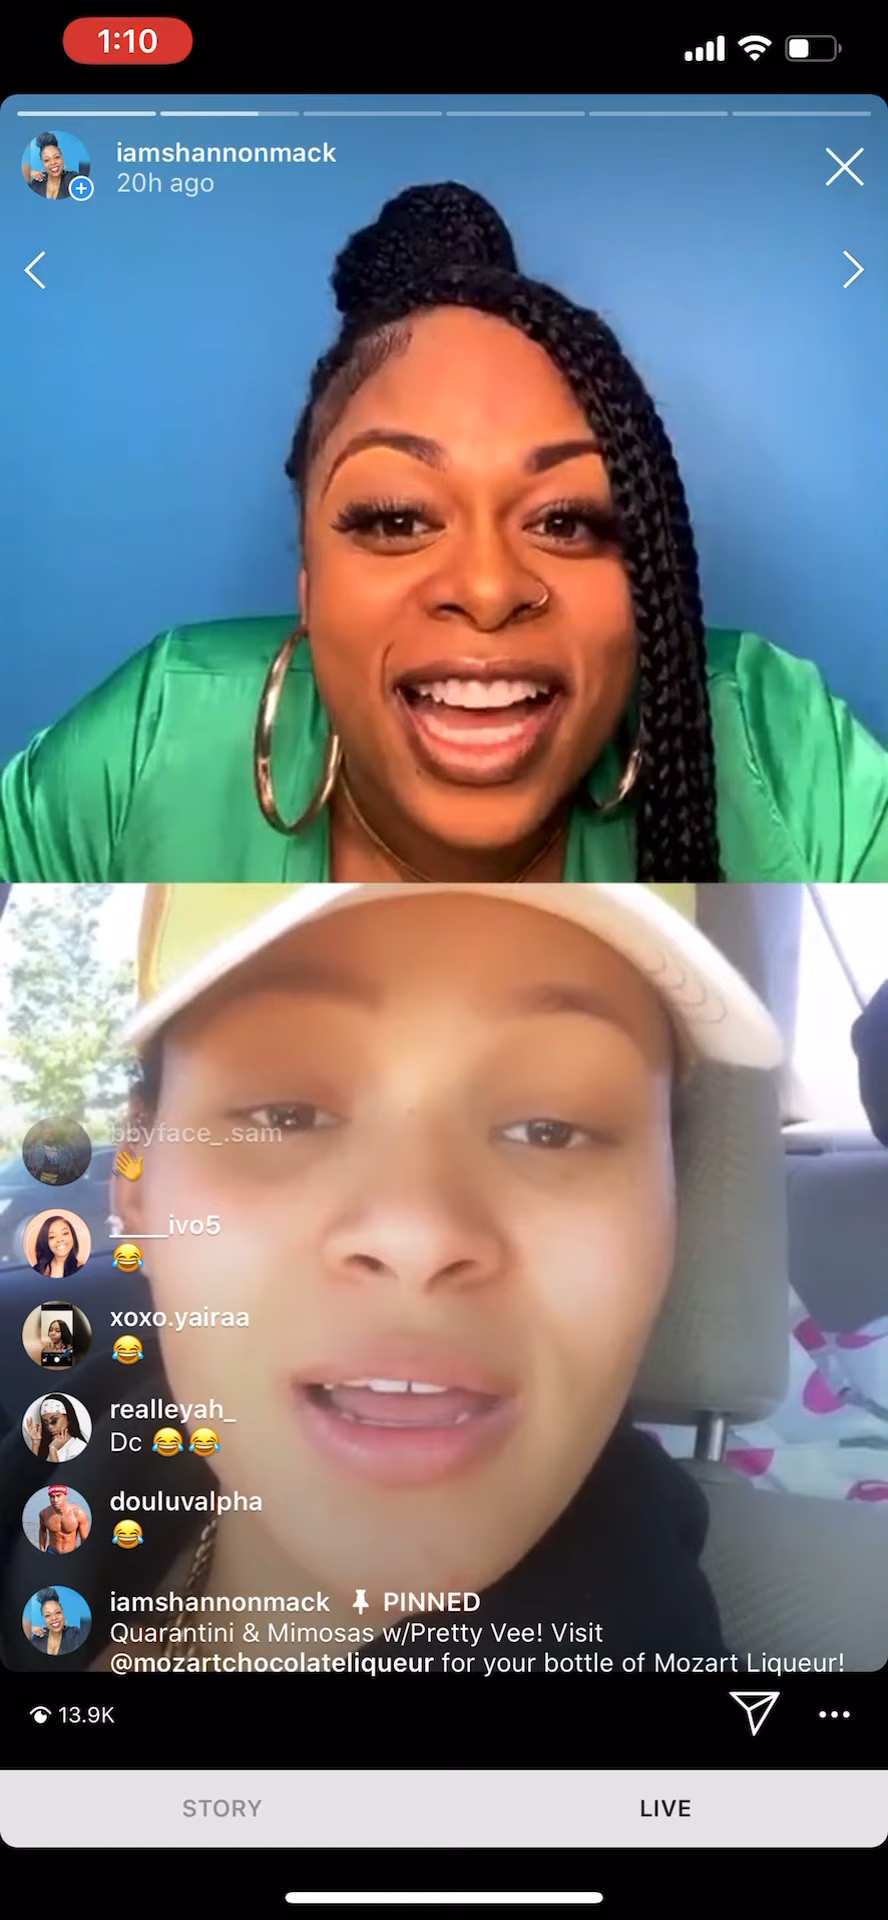 1:10
iamshannonmack
20h ago
bbyface_.sam
👋
____ivo5
😂
xoxo.yairaa
😂
realleyah_
Dc 😂😂
douluvalpha
😂
iamshannonmack 📌 PINNED
Quarantini & Mimosas w/Pretty Vee! Visit
@mozartchocolateliqueur for your bottle of Mozart Liqueur!
13.9K
STORY LIVE